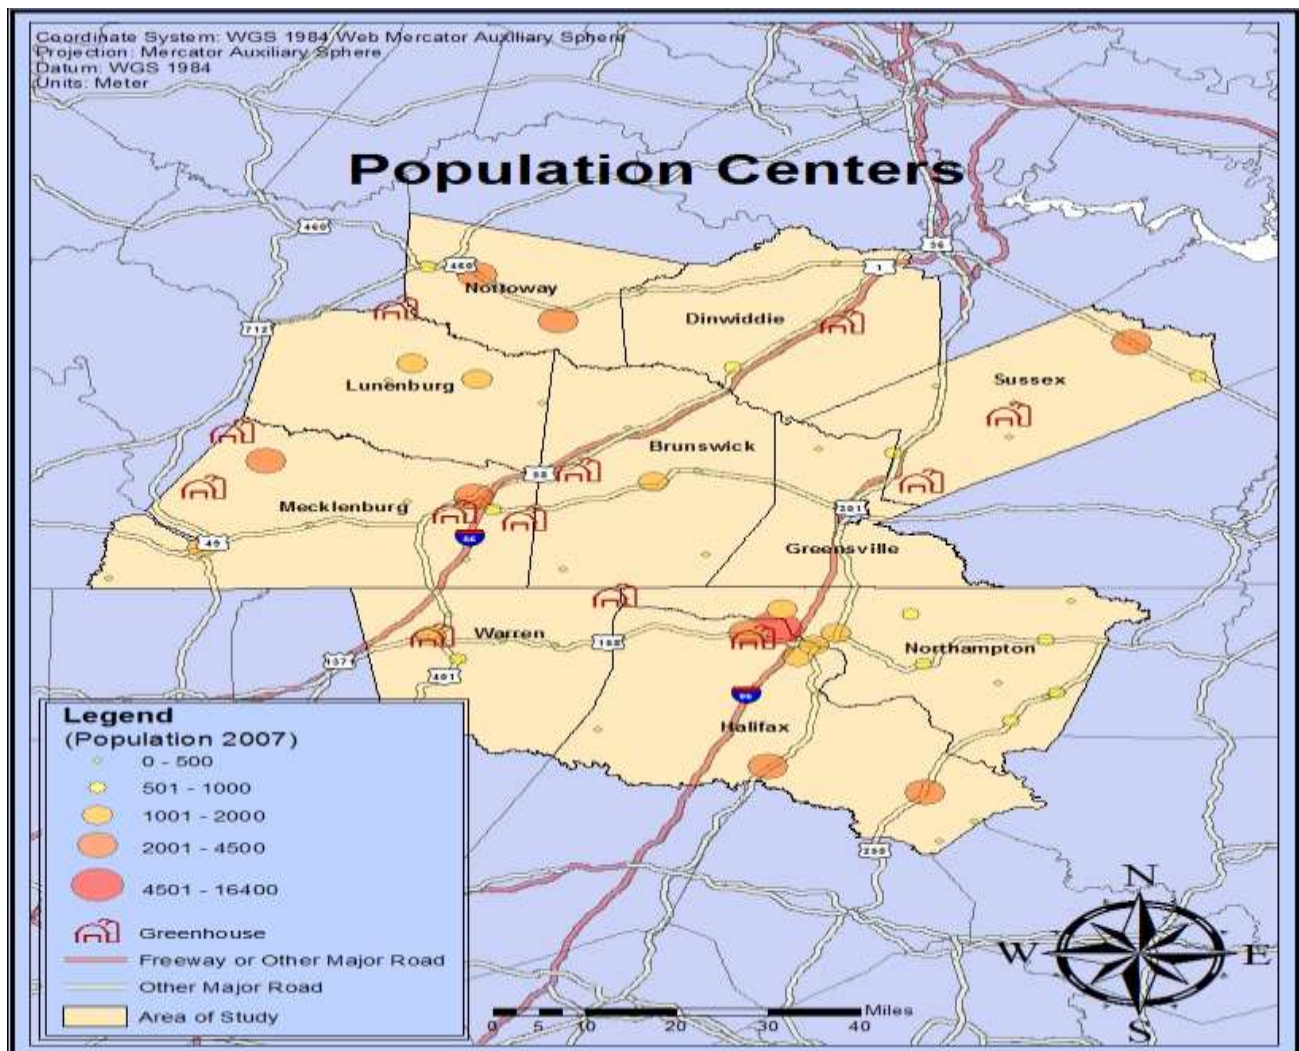 Coordinate System: WGS 1984 Web Mercator Auxiliary Sphere
Projection: Mercator Auxiliary Sphere
Datum: WGS 1984
Units: Meter
Population Centers
460
36
460
1
Nottoway
Dinwiddie
712
Lunenburg
Sussex
Brunswick
58
Mecklenburg
301
49
Greensville
Warren
158
Northampton
1371
401
Halifax
258
Legend
(Population 2007)
0 - 500
501 - 1000
1001 - 2000
2001 - 4500
4501 - 16400
Greenhouse
Freeway or Other Major Road
Other Major Road
Area of Study
0 5 10 20 30 40 Miles
N
W E
S